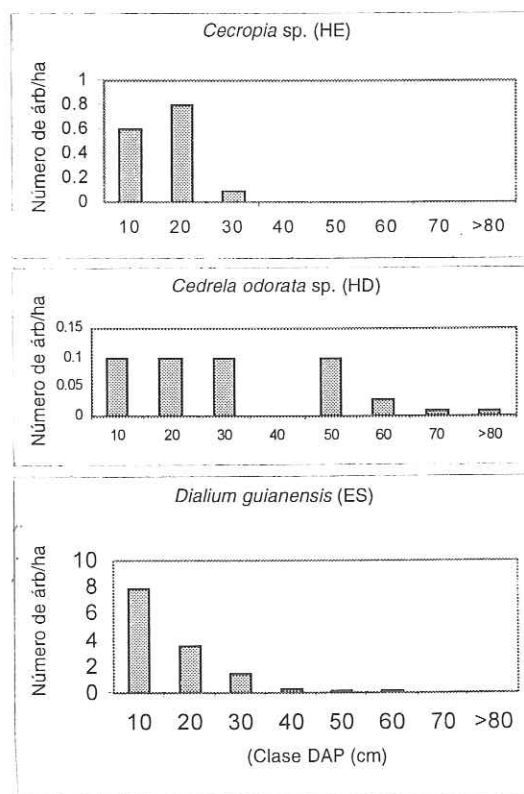 Cecropia sp. (HE)
Número de árb/ha
1
0.8
0.6
0.4
0.2
0
10 20 30 40 50 60 70 >80
Cedrela odorata sp. (HD)
Número de árb/ha
0.15
0.1
0.05
0
10 20 30 40 50 60 70 >80
Dialium guianensis (ES)
Número de árb/ha
10
8
6
4
2
0
10 20 30 40 50 60 70 >80
(Clase DAP (cm)